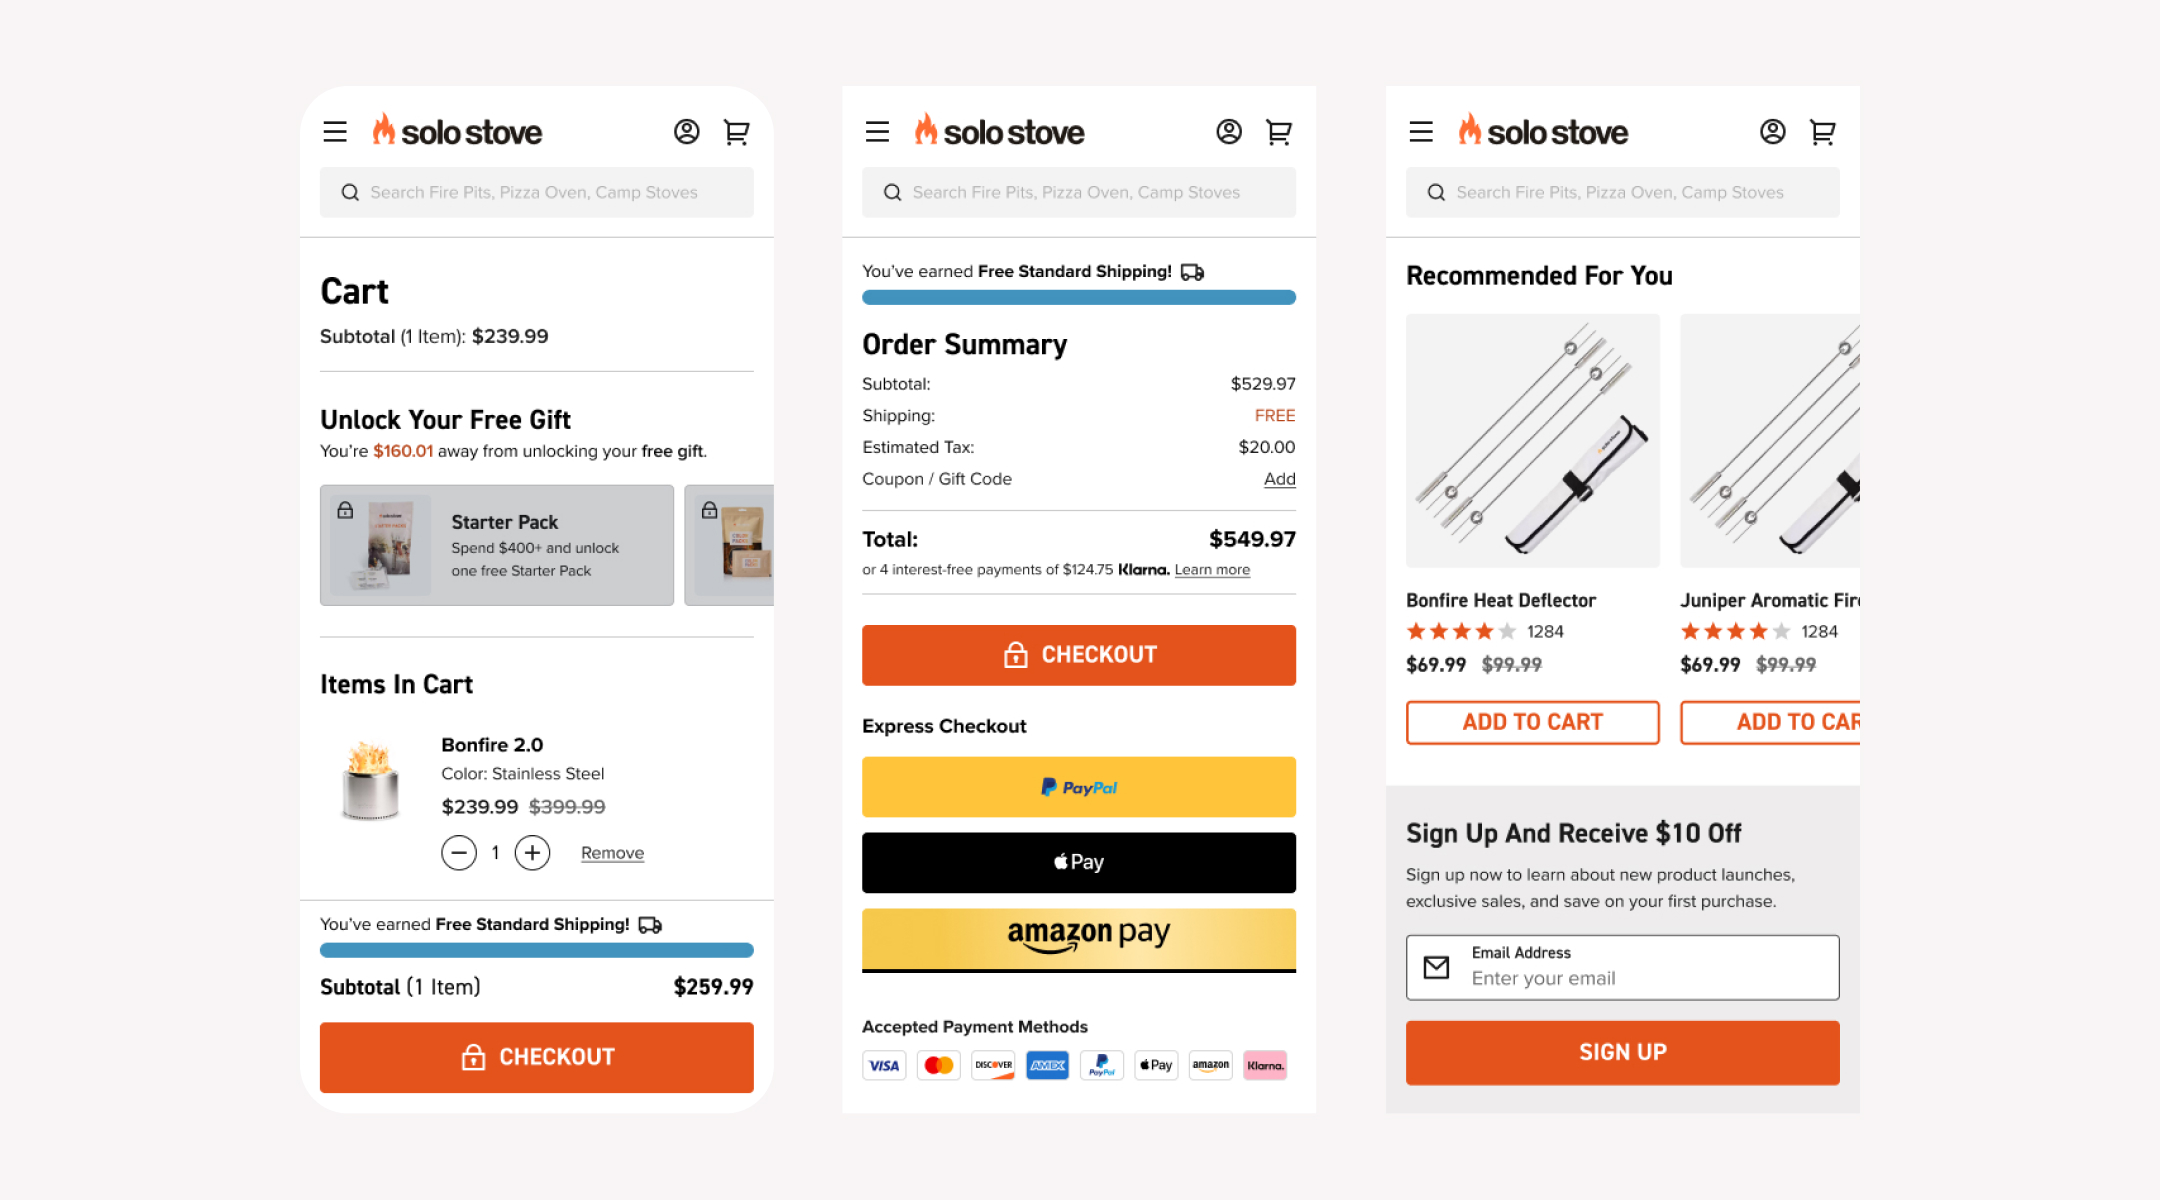 solo stove
Search Fire Pits, Pizza Oven, Camp Stoves
Cart
Subtotal (1 Item): $239.99
Unlock Your Free Gift
You're $160.01 away from unlocking your free gift.
Starter Pack
Spend $400+ and unlock
one free Starter Pack
Items In Cart
Bonfire 2.0
Color: Stainless Steel
$239.99 $399.99
1 Remove
You've earned Free Standard Shipping!
Subtotal (1 Item) $259.99
CHECKOUT
solo stove
Search Fire Pits, Pizza Oven, Camp Stoves
You've earned Free Standard Shipping!
Order Summary
Subtotal: $529.97
Shipping: FREE
Estimated Tax: $20.00
Coupon / Gift Code Add
Total: $549.97
or 4 interest-free payments of $124.75 Klarna. Learn more
CHECKOUT
Express Checkout
PayPal
Pay
amazon pay
Accepted Payment Methods
VISA DISCOVER AMEX PayPal Pay amazon Klarna.
solo stove
Search Fire Pits, Pizza Oven, Camp Stoves
Recommended For You
Bonfire Heat Deflector Juniper Aromatic Fir
1284 1284
$69.99 $99.99 $69.99 $99.99
ADD TO CART ADD TO CAR
Sign Up And Receive $10 Off
Sign up now to learn about new product launches,
exclusive sales, and save on your first purchase.
Email Address
Enter your email
SIGN UP